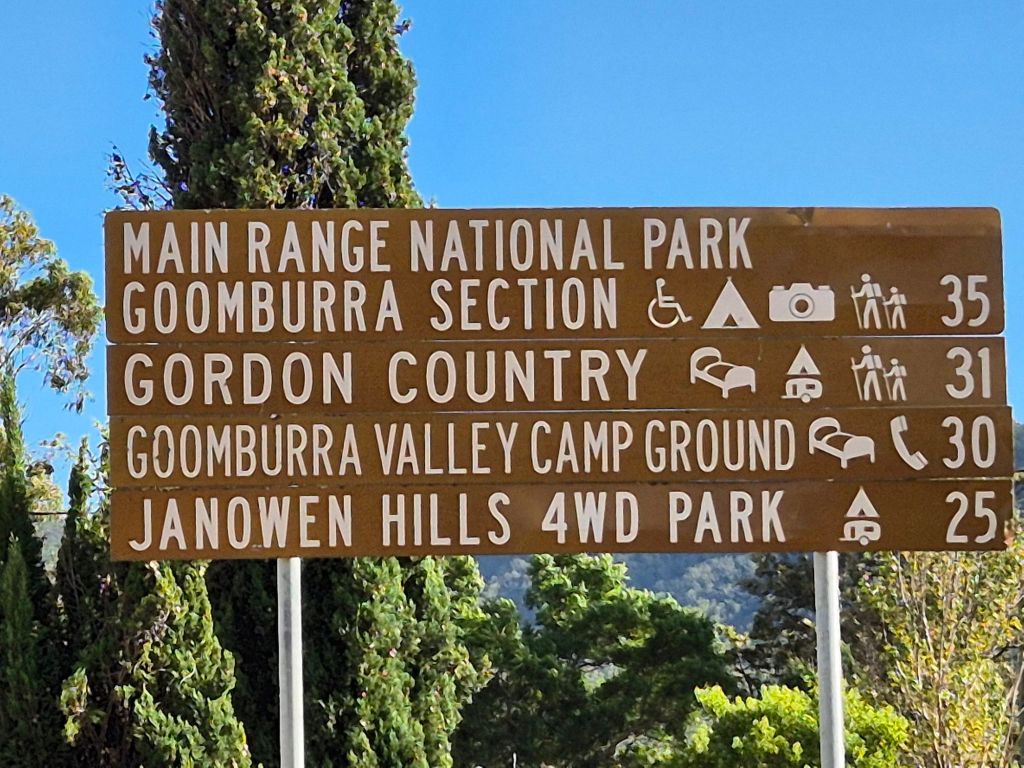 MAIN RANGE NATIONAL PARK
GOOMBURRA SECTION 35
GORDON COUNTRY 31
GOOMBURRA VALLEY CAMP GROUND 30
JANOWEN HILLS 4WD PARK 25